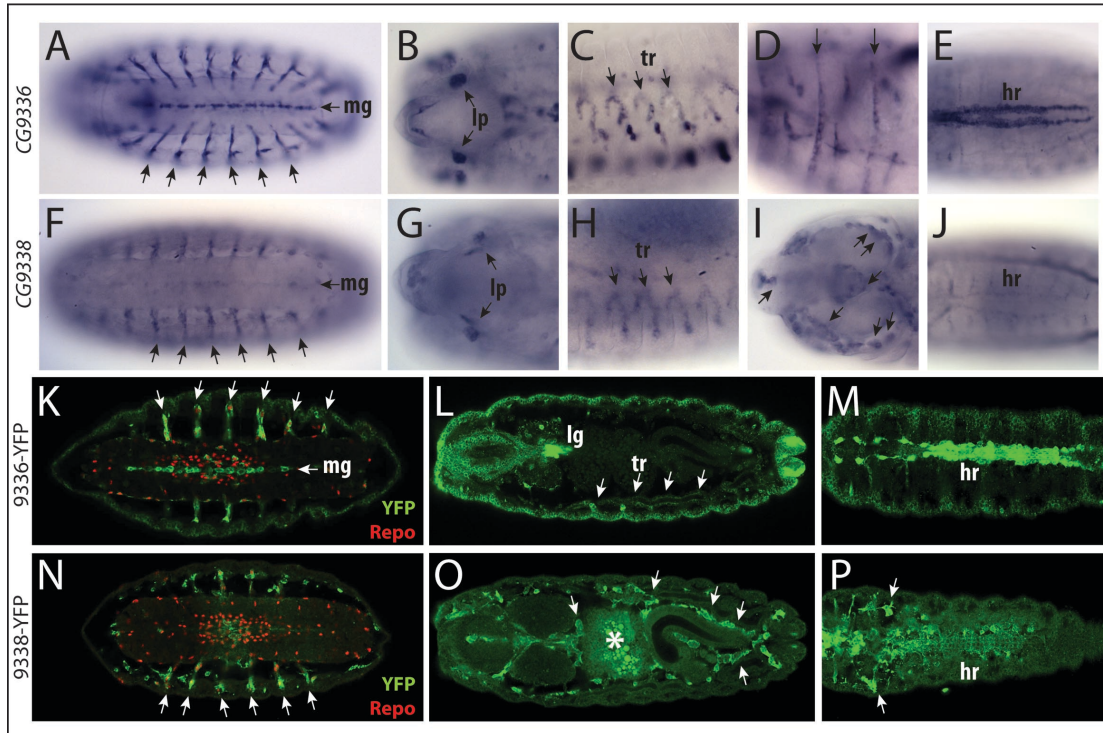 CG9336
A
mg
B
lp
C
tr
D
E
hr
CG9338
F
mg
G
lp
H
tr
I
J
hr
9336-YFP
K
mg
YFP
Repo
L
lg
tr
M
hr
9338-YFP
N
YFP
Repo
O
*
P
hr